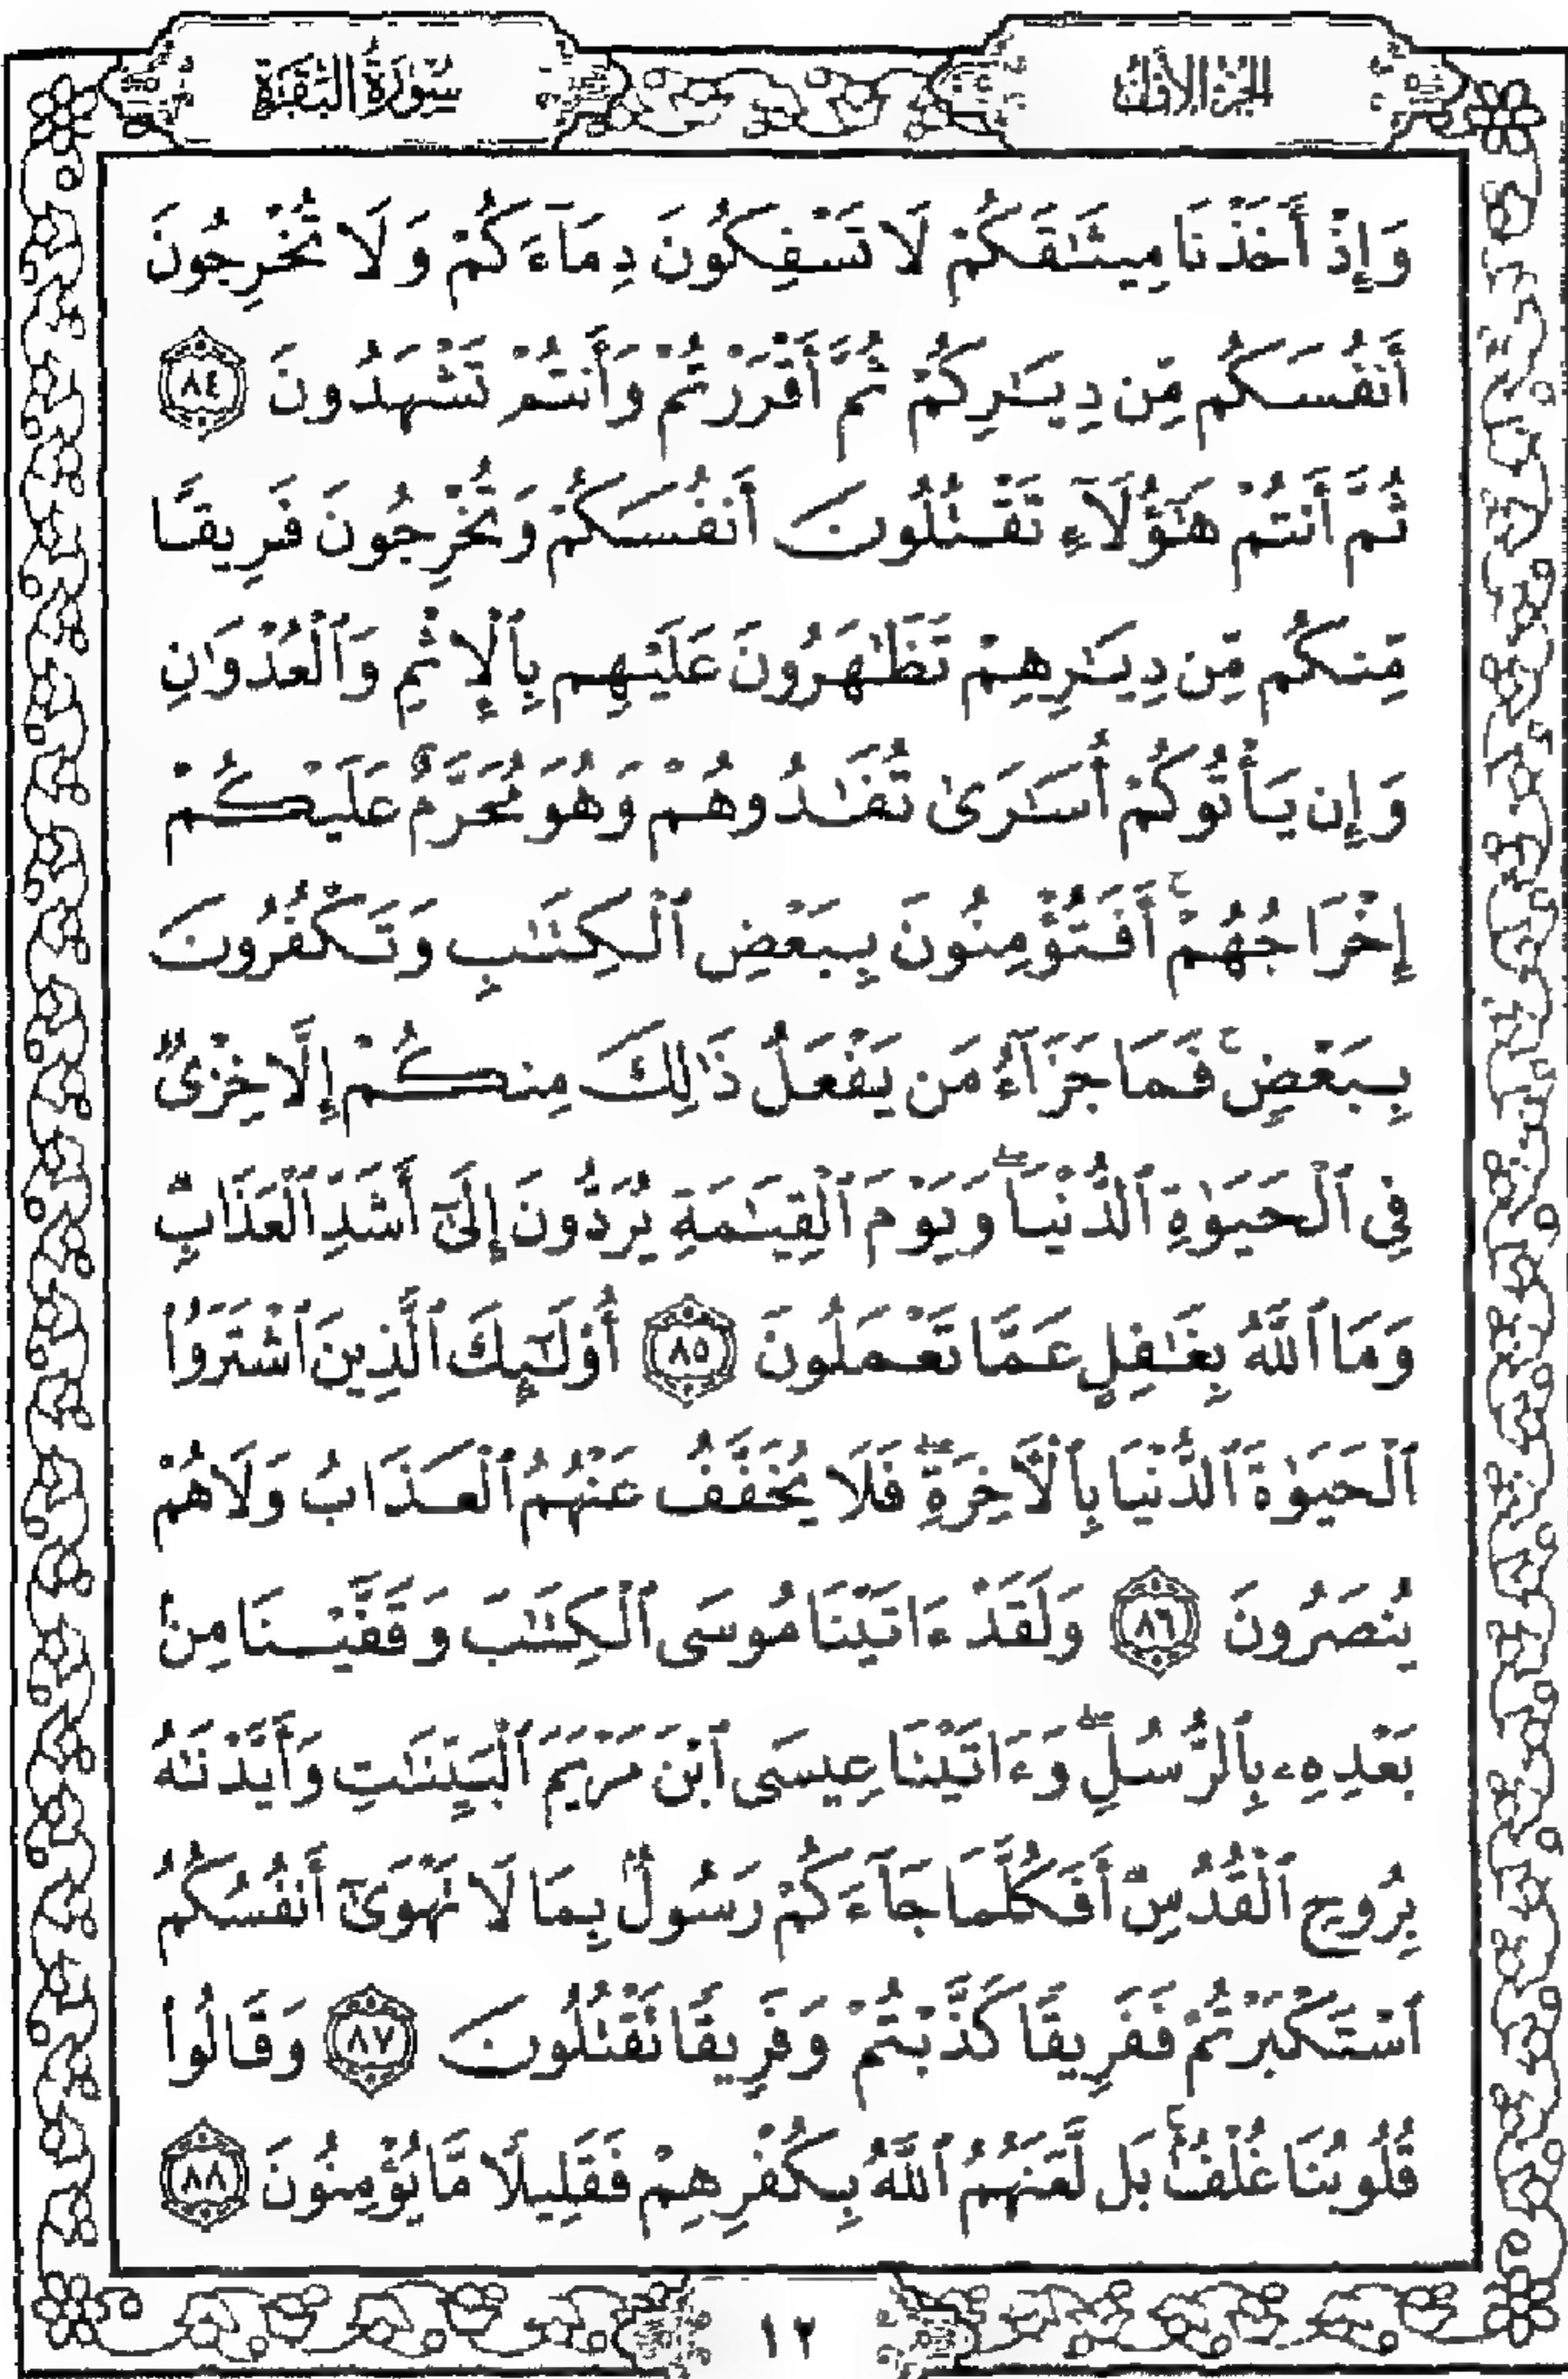 الجزء الأول
سورة البقرة
وَإِذْ أَخَذْنَا مِيثَٰقَكُمْ لَا تَسْفِكُونَ دِمَآءَكُمْ وَلَا تُخْرِجُونَ
أَنفُسَكُم مِّن دِيَٰرِكُمْ ثُمَّ أَقْرَرْتُمْ وَأَنتُمْ تَشْهَدُونَ ٨٤
ثُمَّ أَنتُمْ هَٰٓؤُلَآءِ تَقْتُلُونَ أَنفُسَكُمْ وَتُخْرِجُونَ فَرِيقًا
مِّنكُم مِّن دِيَٰرِهِمْ تَظَٰهَرُونَ عَلَيْهِم بِٱلْإِثْمِ وَٱلْعُدْوَٰنِ
وَإِن يَأْتُوكُمْ أُسَٰرَىٰ تُفَٰدُوهُمْ وَهُوَ مُحَرَّمٌ عَلَيْكُمْ
إِخْرَاجُهُمْ ۚ أَفَتُؤْمِنُونَ بِبَعْضِ ٱلْكِتَٰبِ وَتَكْفُرُونَ
بِبَعْضٍ ۚ فَمَا جَزَآءُ مَن يَفْعَلُ ذَٰلِكَ مِنكُمْ إِلَّا خِزْىٌ
فِى ٱلْحَيَوٰةِ ٱلدُّنْيَا ۖ وَيَوْمَ ٱلْقِيَٰمَةِ يُرَدُّونَ إِلَىٰٓ أَشَدِّ ٱلْعَذَابِ ۗ
وَمَا ٱللَّهُ بِغَٰفِلٍ عَمَّا تَعْمَلُونَ ٨٥ أُو۟لَٰٓئِكَ ٱلَّذِينَ ٱشْتَرَوُا۟
ٱلْحَيَوٰةَ ٱلدُّنْيَا بِٱلْءَاخِرَةِ ۖ فَلَا يُخَفَّفُ عَنْهُمُ ٱلْعَذَابُ وَلَا هُمْ
يُنصَرُونَ ٨٦ وَلَقَدْ ءَاتَيْنَا مُوسَى ٱلْكِتَٰبَ وَقَفَّيْنَا مِنۢ
بَعْدِهِۦ بِٱلرُّسُلِ ۖ وَءَاتَيْنَا عِيسَى ٱبْنَ مَرْيَمَ ٱلْبَيِّنَٰتِ وَأَيَّدْنَٰهُ
بِرُوحِ ٱلْقُدُسِ ۗ أَفَكُلَّمَا جَآءَكُمْ رَسُولٌۢ بِمَا لَا تَهْوَىٰٓ أَنفُسُكُمُ
ٱسْتَكْبَرْتُمْ فَفَرِيقًا كَذَّبْتُمْ وَفَرِيقًا تَقْتُلُونَ ٨٧ وَقَالُوا۟
قُلُوبُنَا غُلْفٌۢ ۚ بَل لَّعَنَهُمُ ٱللَّهُ بِكُفْرِهِمْ فَقَلِيلًا مَّا يُؤْمِنُونَ ٨٨
١٢